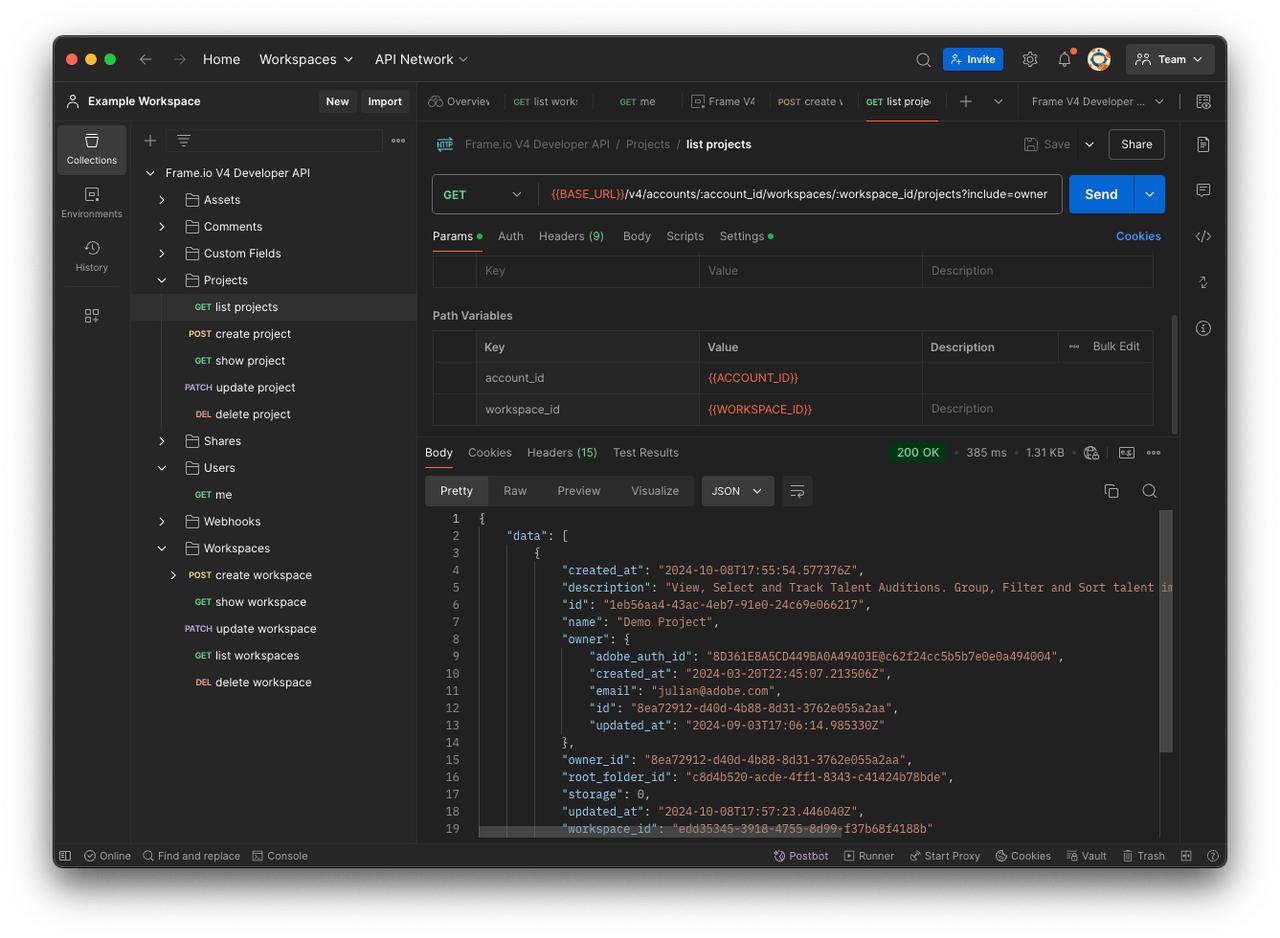 Home Workspaces API Network Invite Team
Example Workspace New Import
Overview GET list works GET me Frame V4 POST create v GET list proje Frame V4 Developer ...
Collections
Environments
History
Frame.io V4 Developer API
Assets
Comments
Custom Fields
Projects
GET list projects
POST create project
GET show project
PATCH update project
DEL delete project
Shares
Users
GET me
Webhooks
Workspaces
POST create workspace
GET show workspace
PATCH update workspace
GET list workspaces
DEL delete workspace
HTTP Frame.io V4 Developer API / Projects / list projects Save Share
GET {{BASE_URL}}/v4/accounts/:account_id/workspaces/:workspace_id/projects?include=owner Send
Params Auth Headers (9) Body Scripts Settings Cookies
Key Value Description
Path Variables
Key Value Description Bulk Edit
account_id {{ACCOUNT_ID}}
workspace_id {{WORKSPACE_ID}} Description
Body Cookies Headers (15) Test Results 200 OK 385 ms 1.31 KB
Pretty Raw Preview Visualize JSON
1 {
2 "data": [
3 {
4 "created_at": "2024-10-08T17:55:54.577376Z",
5 "description": "View, Select and Track Talent Auditions. Group, Filter and Sort talent im
6 "id": "1eb56aa4-43ac-4eb7-91e0-24c69e066217",
7 "name": "Demo Project",
8 "owner": {
9 "adobe_auth_id": "8D361E8A5CD449BA0A49403E@c62f24cc5b5b7e0e0a494004",
10 "created_at": "2024-03-20T22:45:07.213506Z",
11 "email": "julian@adobe.com",
12 "id": "8ea72912-d40d-4b88-8d31-3762e055a2aa",
13 "updated_at": "2024-09-03T17:06:14.985330Z"
14 },
15 "owner_id": "8ea72912-d40d-4b88-8d31-3762e055a2aa",
16 "root_folder_id": "c8d4b520-acde-4ff1-8343-c41424b78bde",
17 "storage": 0,
18 "updated_at": "2024-10-08T17:57:23.446040Z",
19 "workspace_id": "edd35345-3918-4755-8d99-f37b68f4188b"
Online Find and replace Console Postbot Runner Start Proxy Cookies Vault Trash